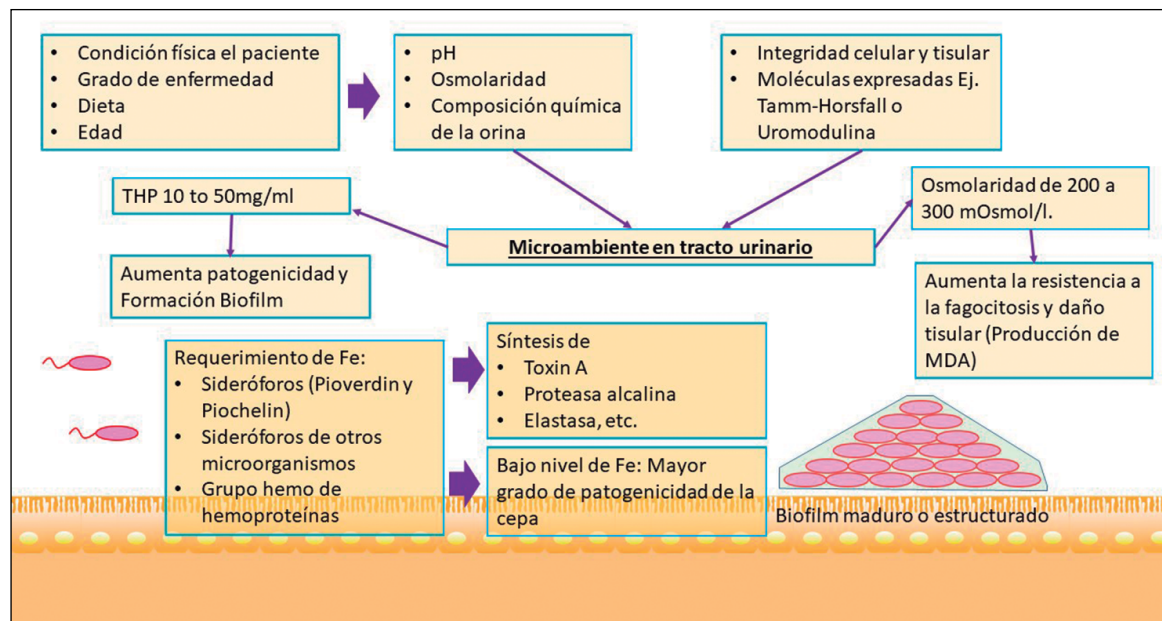 • Condición física el paciente
• Grado de enfermedad
• Dieta
• Edad
• pH
• Osmolaridad
• Composición química
de la orina
• Integridad celular y tisular
• Moléculas expresadas Ej.
Tamm-Horsfall o
Uromodulina
THP 10 to 50mg/ml
Osmolaridad de 200 a
300 mOsmol/l.
Microambiente en tracto urinario
Aumenta patogenicidad y
Formación Biofilm
Aumenta la resistencia a
la fagocitosis y daño
tisular (Producción de
MDA)
Requerimiento de Fe:
• Sideróforos (Pioverdin y
Piochelin)
• Sideróforos de otros
microorganismos
• Grupo hemo de
hemoproteínas
Síntesis de
• Toxin A
• Proteasa alcalina
• Elastasa, etc.
Bajo nivel de Fe: Mayor
grado de patogenicidad de la
cepa
Biofilm maduro o estructurado